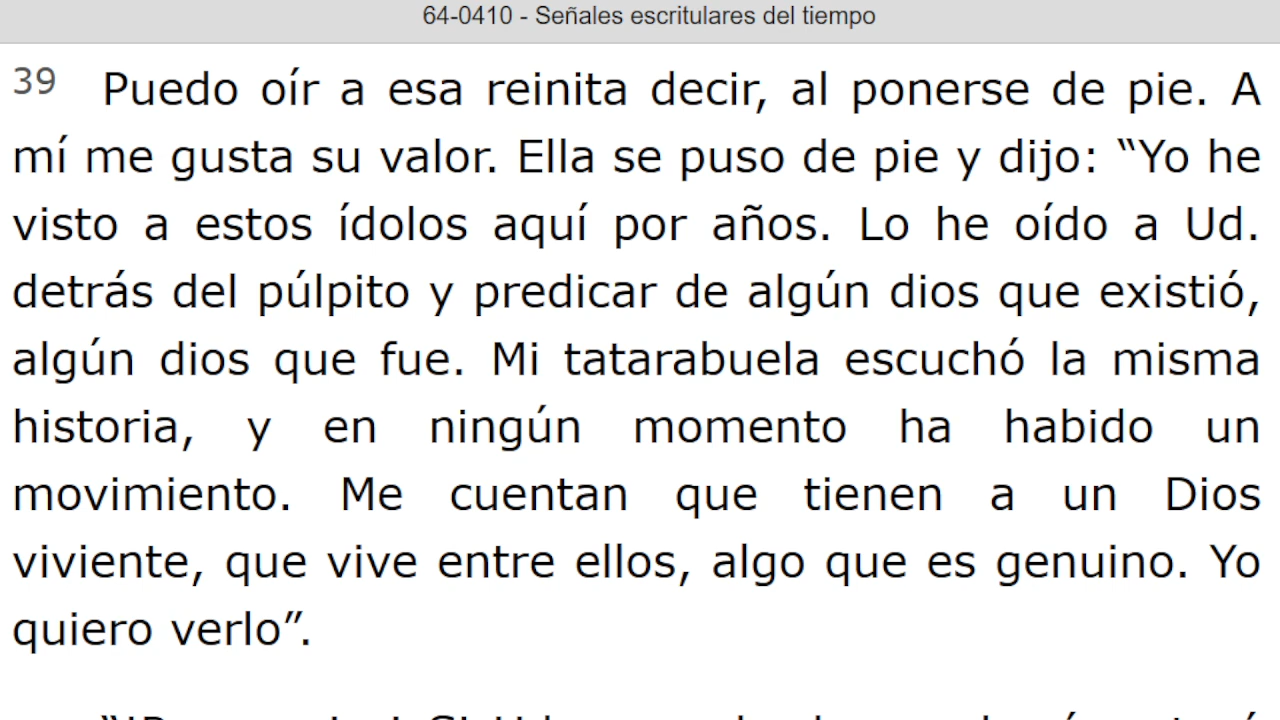 64-0410 - Señales escritulares del tiempo
39 Puedo oír a esa reinita decir, al ponerse de pie. A
mí me gusta su valor. Ella se puso de pie y dijo: “Yo he
visto a estos ídolos aquí por años. Lo he oído a Ud.
detrás del púlpito y predicar de algún dios que existió,
algún dios que fue. Mi tatarabuela escuchó la misma
historia, y en ningún momento ha habido un
movimiento. Me cuentan que tienen a un Dios
viviente, que vive entre ellos, algo que es genuino. Yo
quiero verlo”.